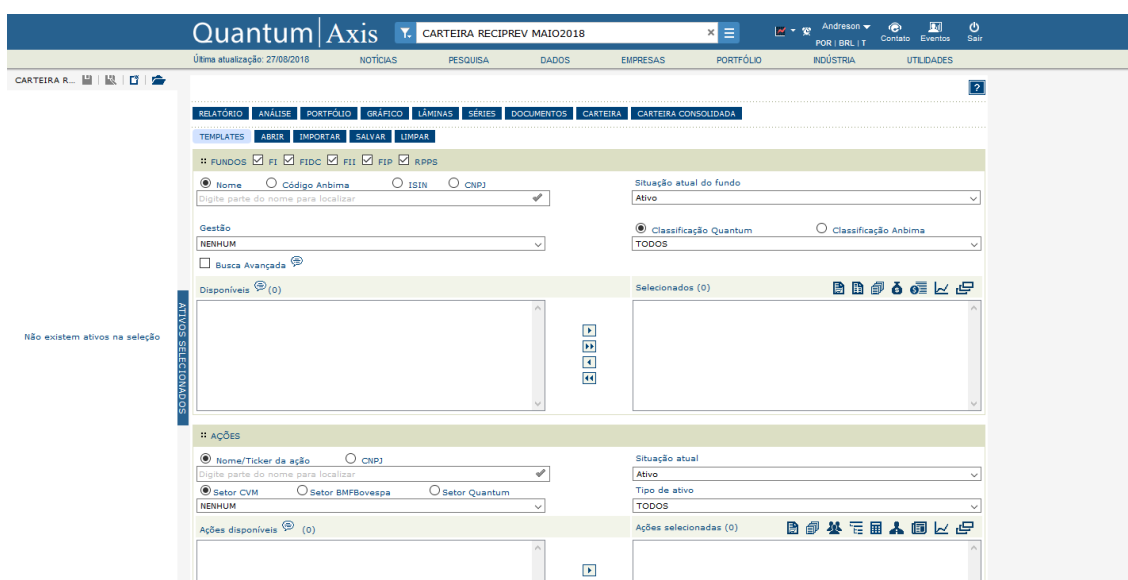 Quantum Axis CARTEIRA RECIPREV MAIO2018 × Andreson POR | BRL | T Contato Eventos Sair
Última atualização: 27/08/2018 NOTÍCIAS PESQUISA DADOS EMPRESAS PORTFÓLIO INDÚSTRIA UTILIDADES
CARTEIRA R... ?
RELATÓRIO ANÁLISE PORTFÓLIO GRÁFICO LÂMINAS SÉRIES DOCUMENTOS CARTEIRA CARTEIRA CONSOLIDADA
TEMPLATES ABRIR IMPORTAR SALVAR LIMPAR
:: FUNDOS FI FIDC FII FIP RPPS
Nome Código Anbima ISIN CNPJ Situação atual do fundo
Digite parte do nome para localizar Ativo
Gestão Classificação Quantum Classificação Anbima
NENHUM TODOS
Busca Avançada
Disponíveis (0) Selecionados (0)
Não existem ativos na seleção
ATIVOS SELECIONADOS
:: AÇÕES
Nome/Ticker da ação CNPJ Situação atual
Digite parte do nome para localizar Ativo
Setor CVM Setor BMFBovespa Setor Quantum Tipo de ativo
NENHUM TODOS
Ações disponíveis (0) Ações selecionadas (0)